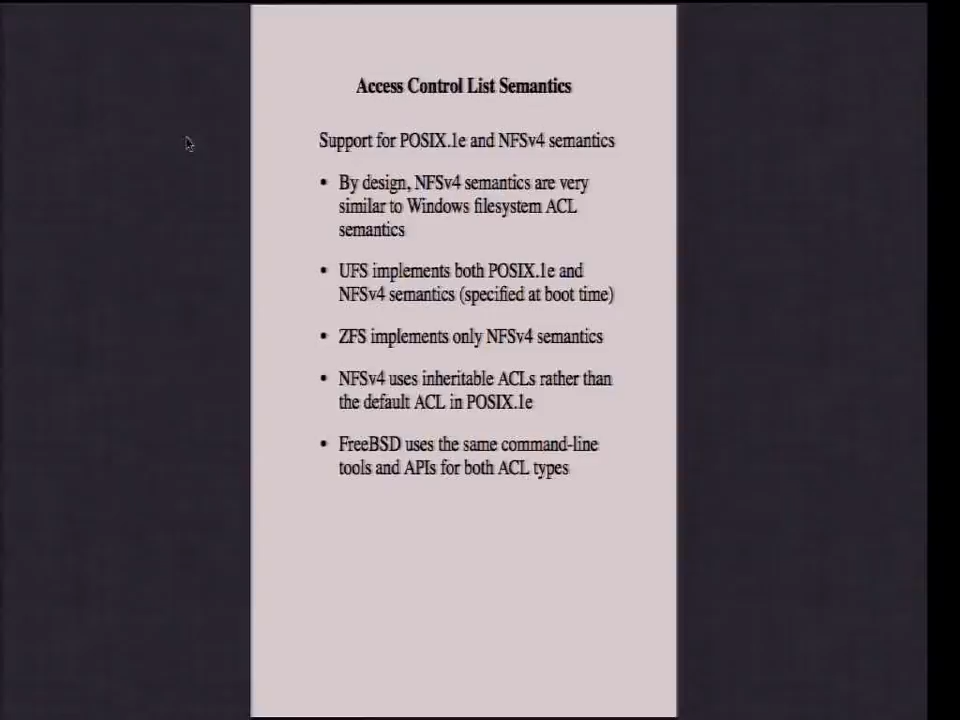 Access Control List Semantics
Support for POSIX.1e and NFSv4 semantics
• By design, NFSv4 semantics are very
similar to Windows filesystem ACL
semantics
• UFS implements both POSIX.1e and
NFSv4 semantics (specified at boot time)
• ZFS implements only NFSv4 semantics
• NFSv4 uses inheritable ACLs rather than
the default ACL in POSIX.1e
• FreeBSD uses the same command-line
tools and APIs for both ACL types